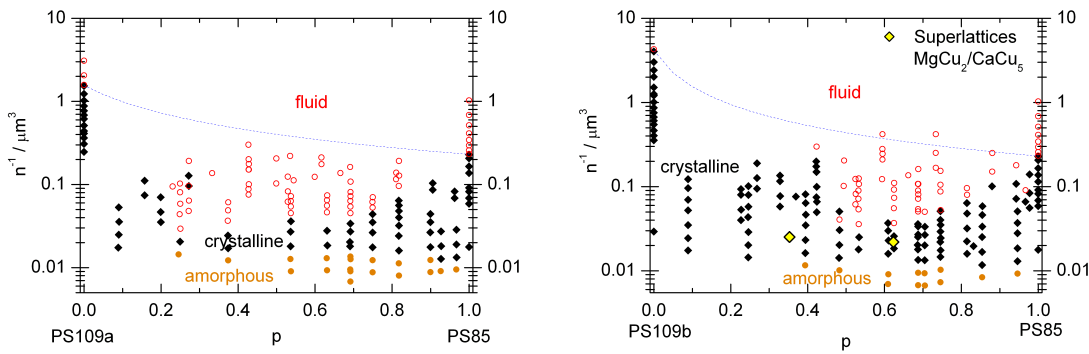 10
10
1
1
0.1
0.1
0.01
0.01
n⁻¹ / μm³
fluid
crystalline
amorphous
0.0
0.2
0.4
0.6
0.8
1.0
PS109a
p
PS85
10
10
1
1
0.1
0.1
0.01
0.01
n⁻¹ / μm³
Superlattices
MgCu₂/CaCu₅
fluid
crystalline
amorphous
0.0
0.2
0.4
0.6
0.8
1.0
PS109b
p
PS85